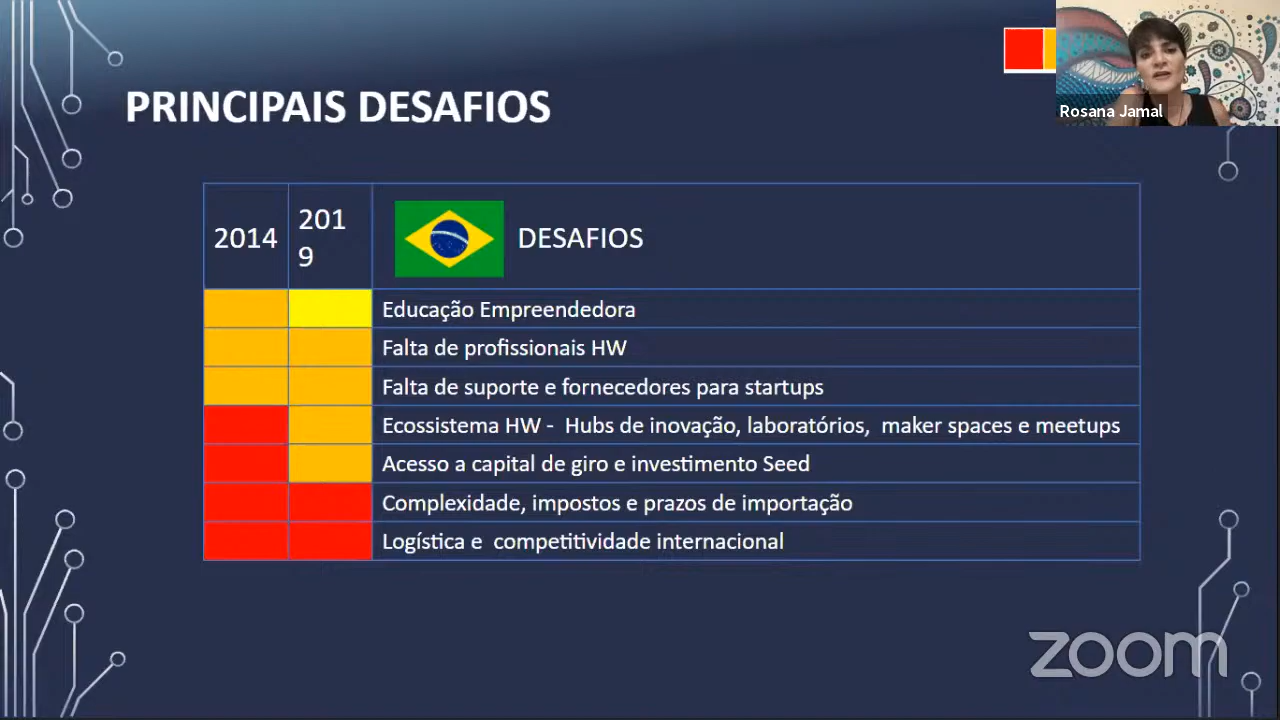 Rosana Jamal
PRINCIPAIS DESAFIOS
2014
201
9
DESAFIOS
Educação Empreendedora
Falta de profissionais HW
Falta de suporte e fornecedores para startups
Ecossistema HW - Hubs de inovação, laboratórios, maker spaces e meetups
Acesso a capital de giro e investimento Seed
Complexidade, impostos e prazos de importação
Logística e competitividade internacional
zoom